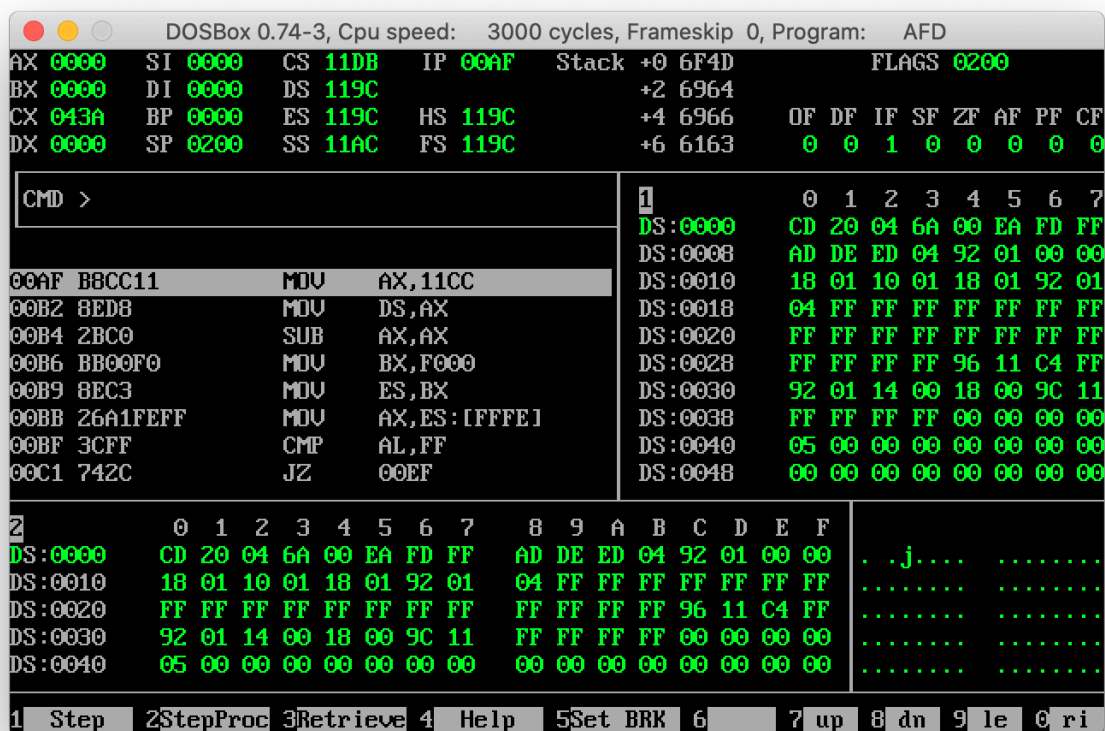 DOSBox 0.74-3, Cpu speed: 3000 cycles, Frameskip 0, Program: AFD
AX 0000 SI 0000 CS 11DB IP 00AF Stack +0 6F4D FLAGS 0200
BX 0000 DI 0000 DS 119C +2 6964
CX 043A BP 0000 ES 119C HS 119C +4 6966 OF DF IF SF ZF AF PF CF
DX 0000 SP 0200 SS 11AC FS 119C +6 6163 0 0 1 0 0 0 0 0
CMD >
1 0 1 2 3 4 5 6 7
DS:0000 CD 20 04 6A 00 EA FD FF
DS:0008 AD DE ED 04 92 01 00 00
00AF B8CC11 MOV AX,11CC DS:0010 18 01 10 01 18 01 92 01
00B2 8ED8 MOV DS,AX DS:0018 04 FF FF FF FF FF FF FF
00B4 2BC0 SUB AX,AX DS:0020 FF FF FF FF FF FF FF FF
00B6 BB00F0 MOV BX,F000 DS:0028 FF FF FF FF 96 11 C4 FF
00B9 8EC3 MOV ES,BX DS:0030 92 01 14 00 18 00 9C 11
00BB 26A1FEFF MOV AX,ES:[FFFE] DS:0038 FF FF FF FF 00 00 00 00
00BF 3CFF CMP AL,FF DS:0040 05 00 00 00 00 00 00 00
00C1 742C JZ 00EF DS:0048 00 00 00 00 00 00 00 00
2 0 1 2 3 4 5 6 7 8 9 A B C D E F
DS:0000 CD 20 04 6A 00 EA FD FF AD DE ED 04 92 01 00 00 . .j.... ........
DS:0010 18 01 10 01 18 01 92 01 04 FF FF FF FF FF FF FF ........ ........
DS:0020 FF FF FF FF FF FF FF FF FF FF FF FF 96 11 C4 FF ........ ........
DS:0030 92 01 14 00 18 00 9C 11 FF FF FF FF 00 00 00 00 ........ ........
DS:0040 05 00 00 00 00 00 00 00 00 00 00 00 00 00 00 00 ........ ........
1 Step 2StepProc 3Retrieve 4 Help 5Set BRK 6 7 up 8 dn 9 le 0 ri